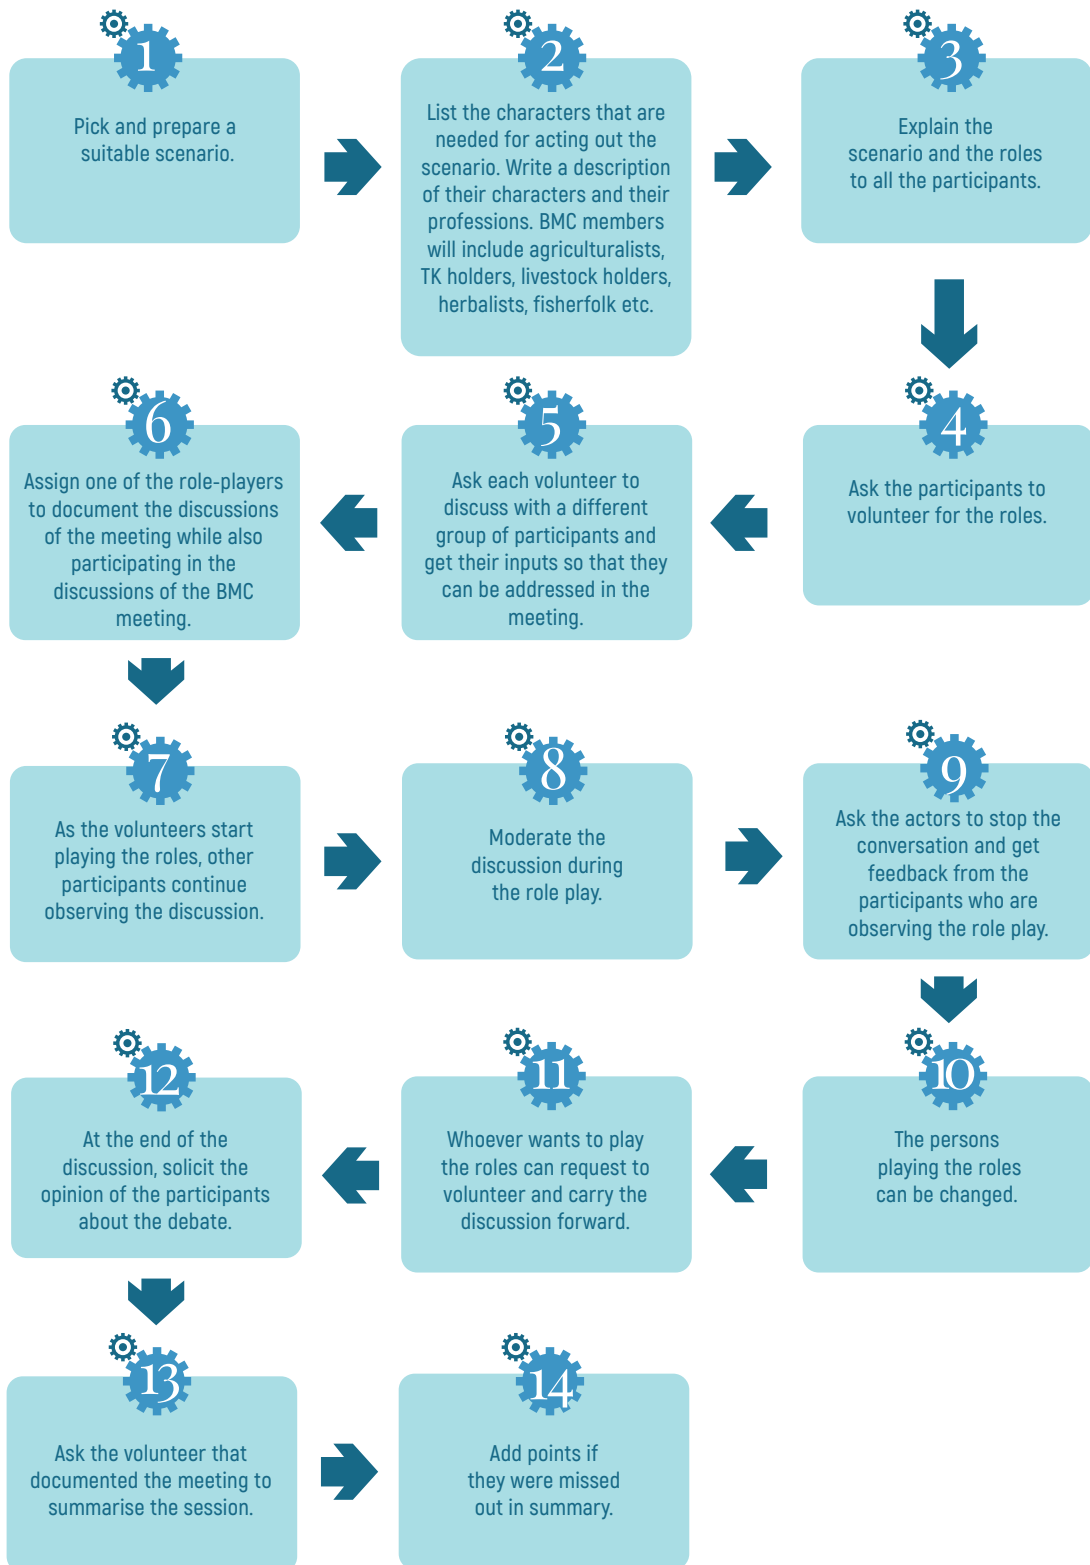 1
Pick and prepare a
suitable scenario.
2
List the characters that are
needed for acting out the
scenario. Write a description
of their characters and their
professions. BMC members
will include agriculturalists,
TK holders, livestock holders,
herbalists, fisherfolk etc.
3
Explain the
scenario and the roles
to all the participants.
4
Ask the participants to
volunteer for the roles.
5
Ask each volunteer to
discuss with a different
group of participants and
get their inputs so that they
can be addressed in the
meeting.
6
Assign one of the role-players
to document the discussions
of the meeting while also
participating in the
discussions of the BMC
meeting.
7
As the volunteers start
playing the roles, other
participants continue
observing the discussion.
8
Moderate the
discussion during
the role play.
9
Ask the actors to stop the
conversation and get
feedback from the
participants who are
observing the role play.
10
The persons
playing the roles
can be changed.
11
Whoever wants to play
the roles can request to
volunteer and carry the
discussion forward.
12
At the end of the
discussion, solicit the
opinion of the participants
about the debate.
13
Ask the volunteer that
documented the meeting to
summarise the session.
14
Add points if
they were missed
out in summary.